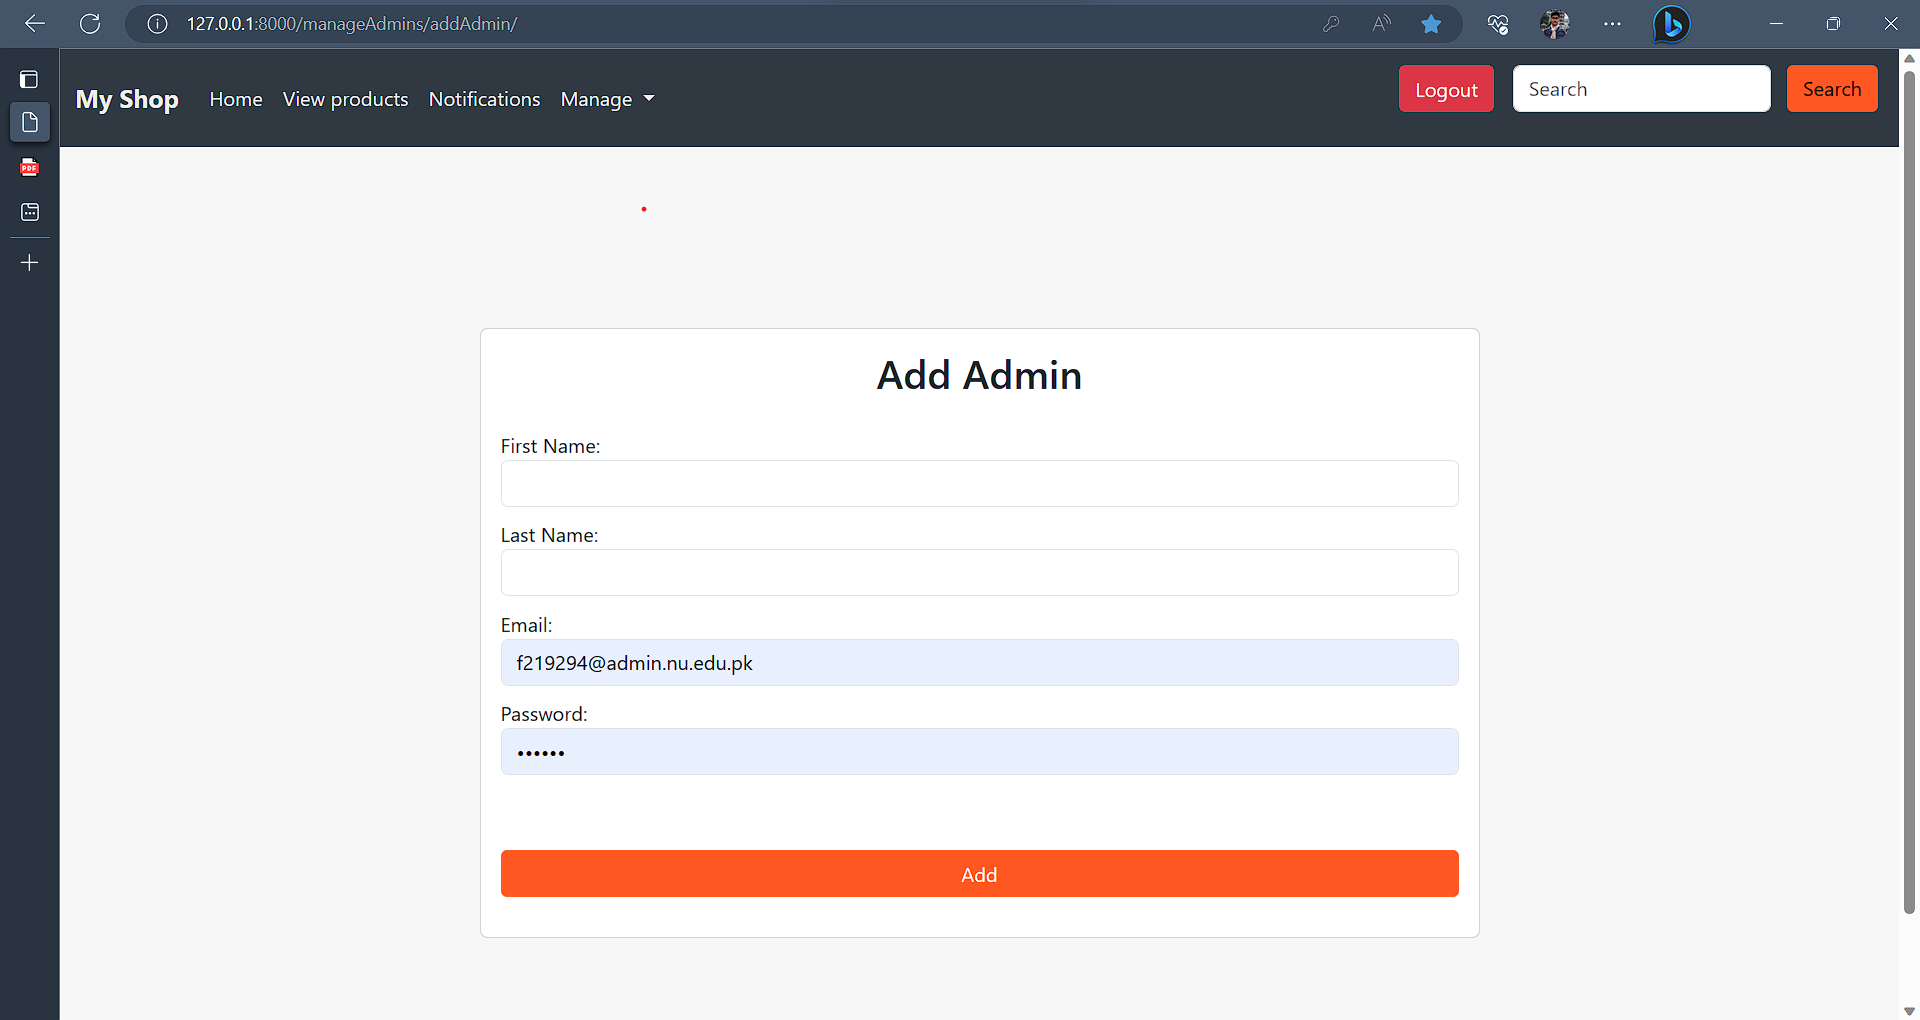 127.0.0.1:8000/manageAdmins/addAdmin/
My Shop Home View products Notifications Manage Logout Search Search
PDF
Add Admin
First Name:
Last Name:
Email:
f219294@admin.nu.edu.pk
Password:
••••••
Add